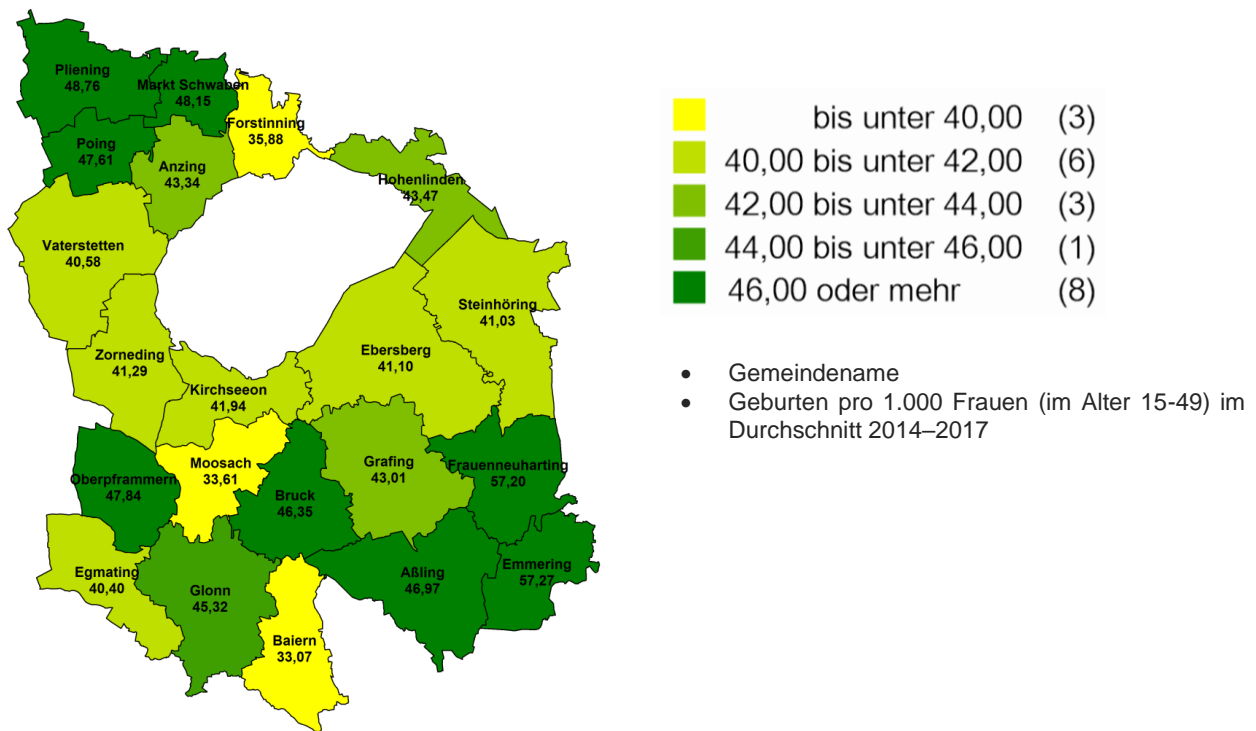 Pliening
48,76
Markt Schwaben
48,15
Forstinning
35,88
Poing
47,61
Anzing
43,34
Hohenlinden
43,47
Vaterstetten
40,58
Steinhöring
41,03
Zorneding
41,29
Ebersberg
41,10
Kirchseeon
41,94
Moosach
33,61
Grafing
43,01
Frauenneuharting
57,20
Oberpframmern
47,84
Bruck
46,35
Egmating
40,40
Glonn
45,32
Aßling
46,97
Emmering
57,27
Baiern
33,07
bis unter 40,00 (3)
40,00 bis unter 42,00 (6)
42,00 bis unter 44,00 (3)
44,00 bis unter 46,00 (1)
46,00 oder mehr (8)
• Gemeindename
• Geburten pro 1.000 Frauen (im Alter 15-49) im
Durchschnitt 2014–2017